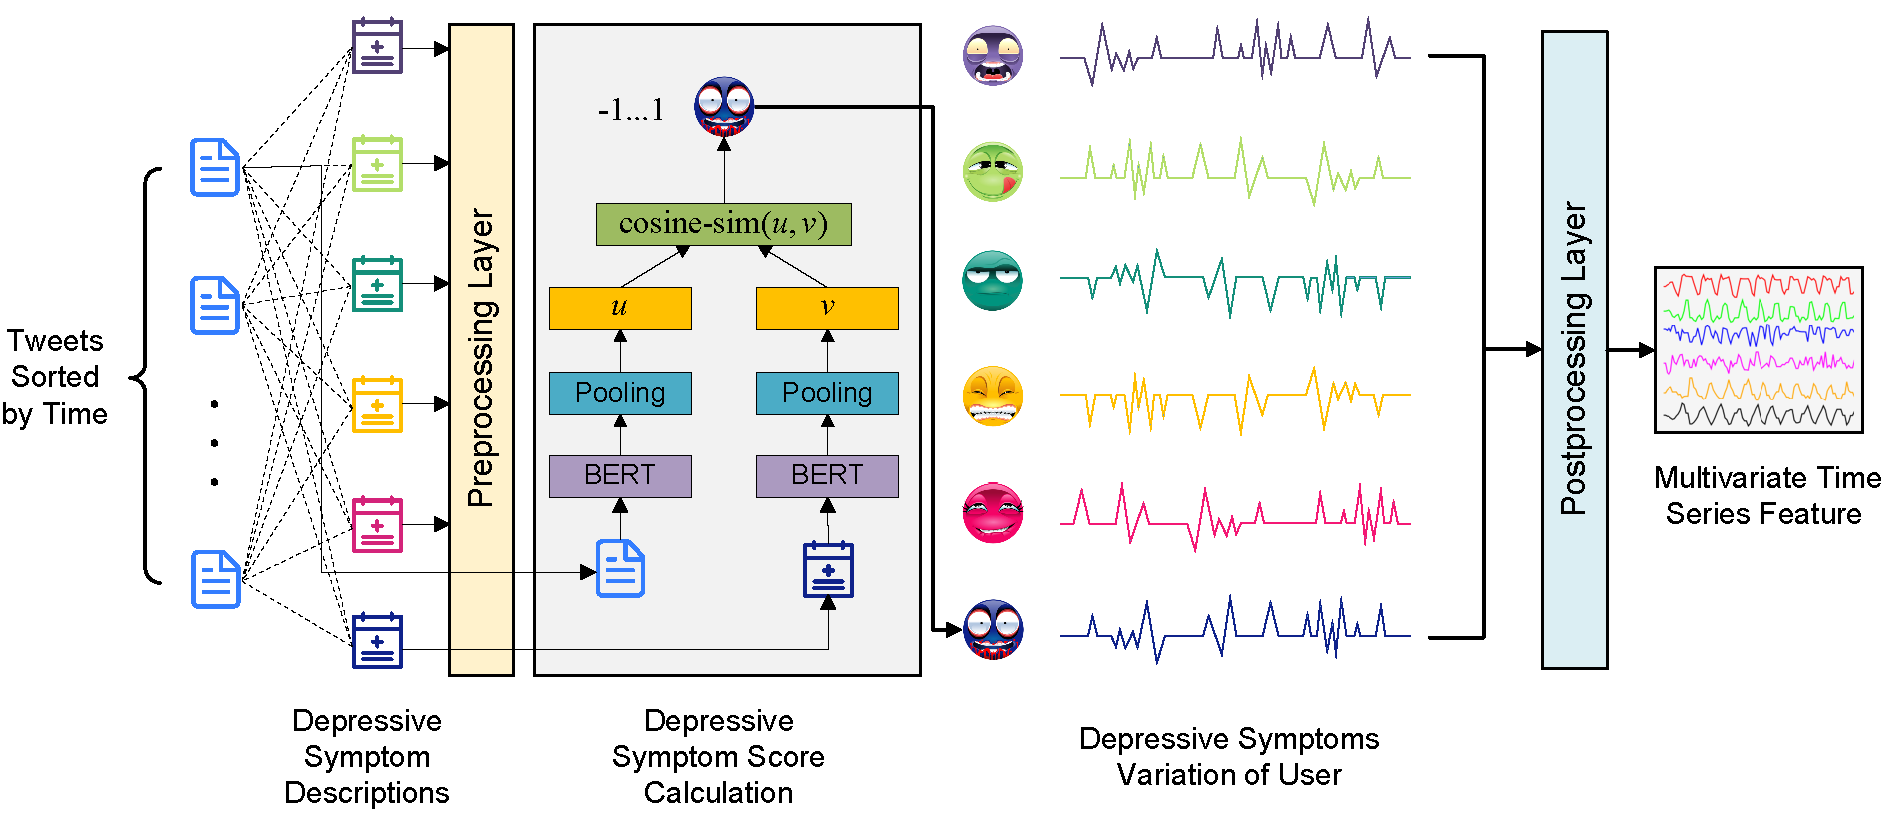 Tweets
Sorted
by Time
Depressive
Symptom
Descriptions
Preprocessing Layer
-1...1
cosine-sim(u, v)
u
v
Pooling
Pooling
BERT
BERT
Depressive
Symptom Score
Calculation
Depressive Symptoms
Variation of User
Postprocessing Layer
Multivariate Time
Series Feature